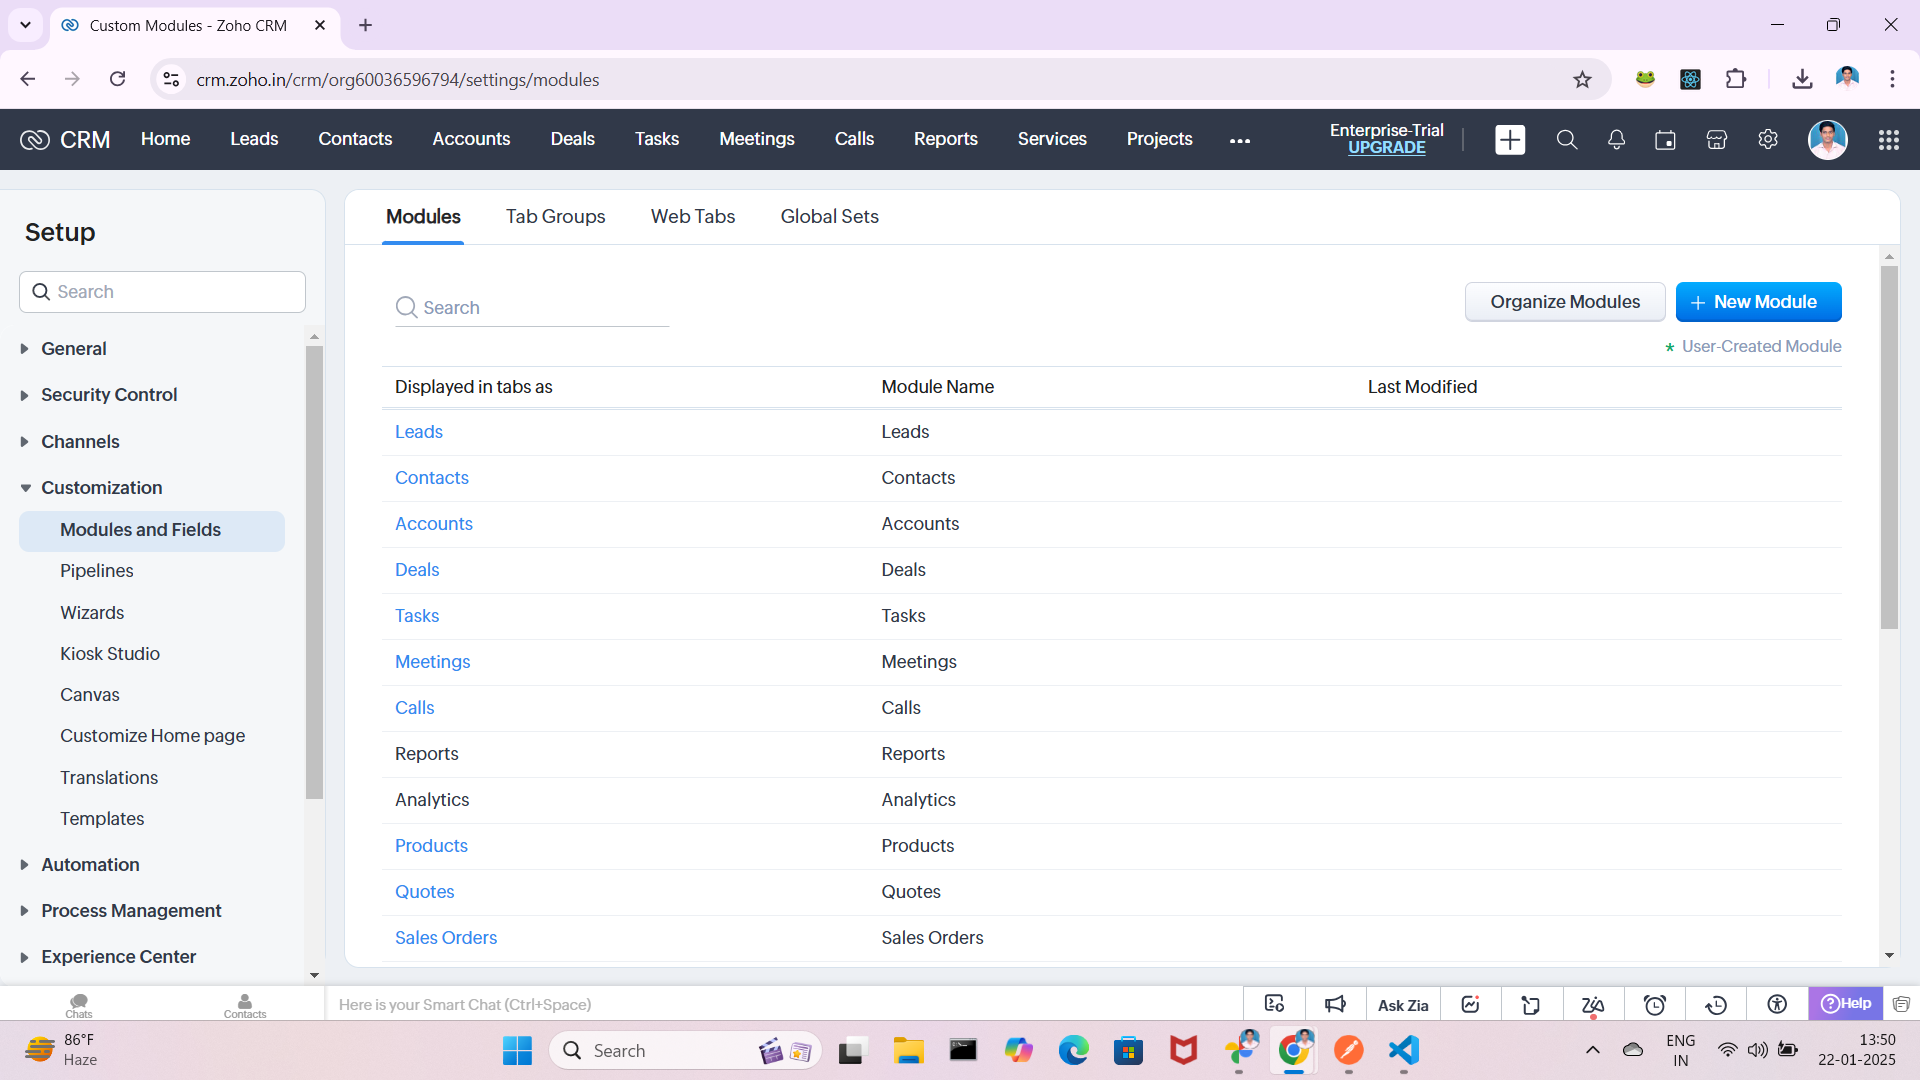 Custom Modules - Zoho CRM
crm.zoho.in/crm/org60036596794/settings/modules
CRM Home Leads Contacts Accounts Deals Tasks Meetings Calls Reports Services Projects
Enterprise-Trial
UPGRADE
Setup
Search
General
Security Control
Channels
Customization
Modules and Fields
Pipelines
Wizards
Kiosk Studio
Canvas
Customize Home page
Translations
Templates
Automation
Process Management
Experience Center
Modules Tab Groups Web Tabs Global Sets
Search
Organize Modules
+ New Module
* User-Created Module
Displayed in tabs as Module Name Last Modified
Leads Leads
Contacts Contacts
Accounts Accounts
Deals Deals
Tasks Tasks
Meetings Meetings
Calls Calls
Reports Reports
Analytics Analytics
Products Products
Quotes Quotes
Sales Orders Sales Orders
Chats
Contacts
Here is your Smart Chat (Ctrl+Space)
Ask Zia
Help
86°F
Haze
Search
ENG
IN
13:50
22-01-2025